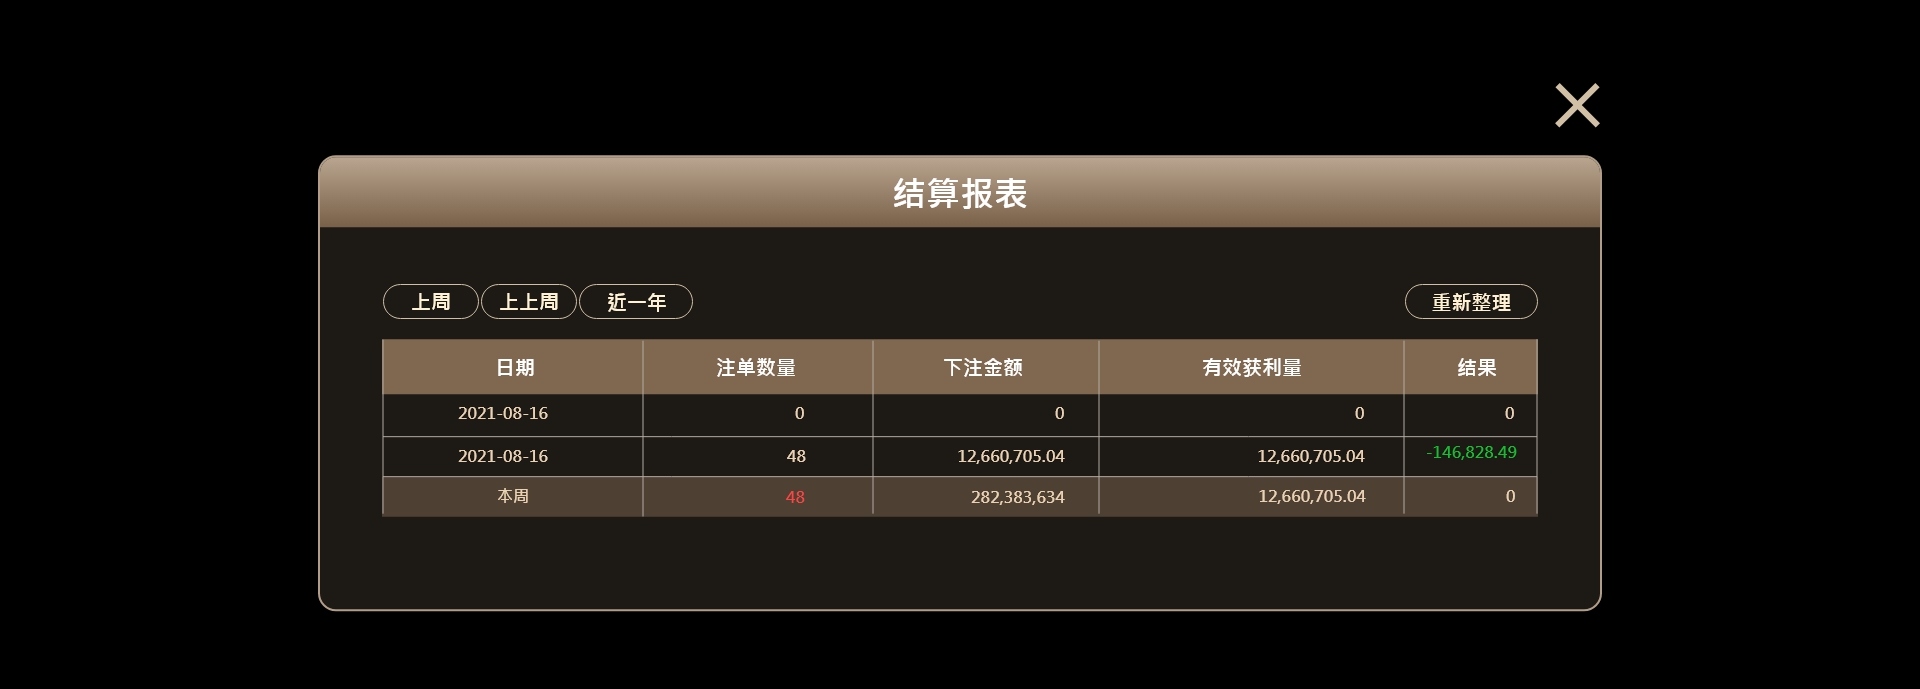 结算报表
上周 上上周 近一年 重新整理
日期 注单数量 下注金额 有效获利量 结果
2021-08-16 0 0 0 0
2021-08-16 48 12,660,705.04 12,660,705.04 -146,828.49
本周 48 282,383,634 12,660,705.04 0